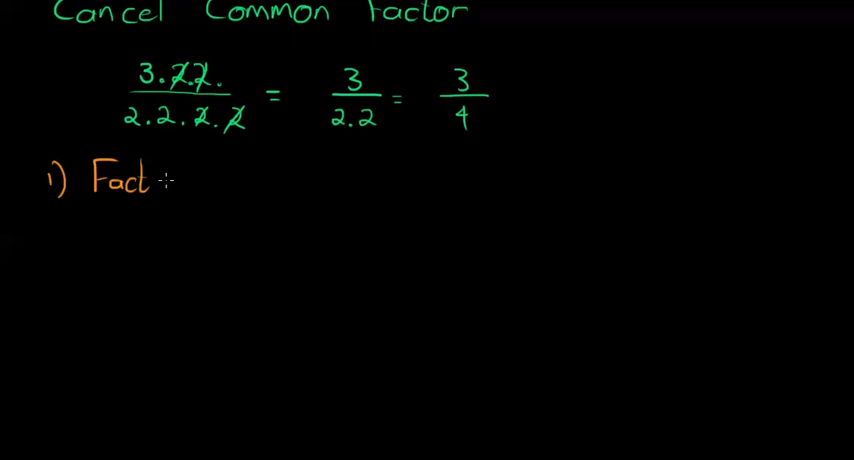 Cancel Common Factor
3.2.2. / 2.2.2.2 = 3 / 2.2 = 3 / 4
1) Fact